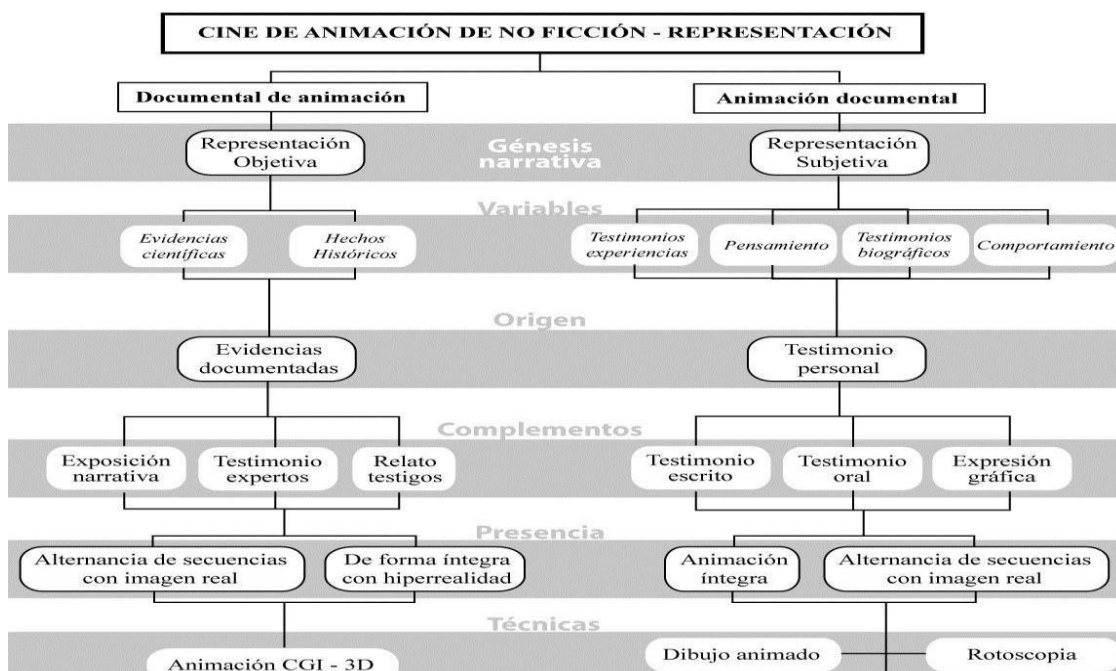 CINE DE ANIMACIÓN DE NO FICCIÓN - REPRESENTACIÓN
Documental de animación
Animación documental
Representación
Objetiva
Génesis
narrativa
Representación
Subjetiva
Variables
Evidencias
científicas
Hechos
Históricos
Testimonios
experiencias
Pensamiento
Testimonios
biográficos
Comportamiento
Origen
Evidencias
documentadas
Testimonio
personal
Complementos
Exposición
narrativa
Testimonio
expertos
Relato
testigos
Testimonio
escrito
Testimonio
oral
Expresión
gráfica
Presencia
Alternancia de secuencias
con imagen real
De forma íntegra
con hiperrealidad
Animación
íntegra
Alternancia de secuencias
con imagen real
Técnicas
Animación CGI - 3D
Dibujo animado
Rotoscopia